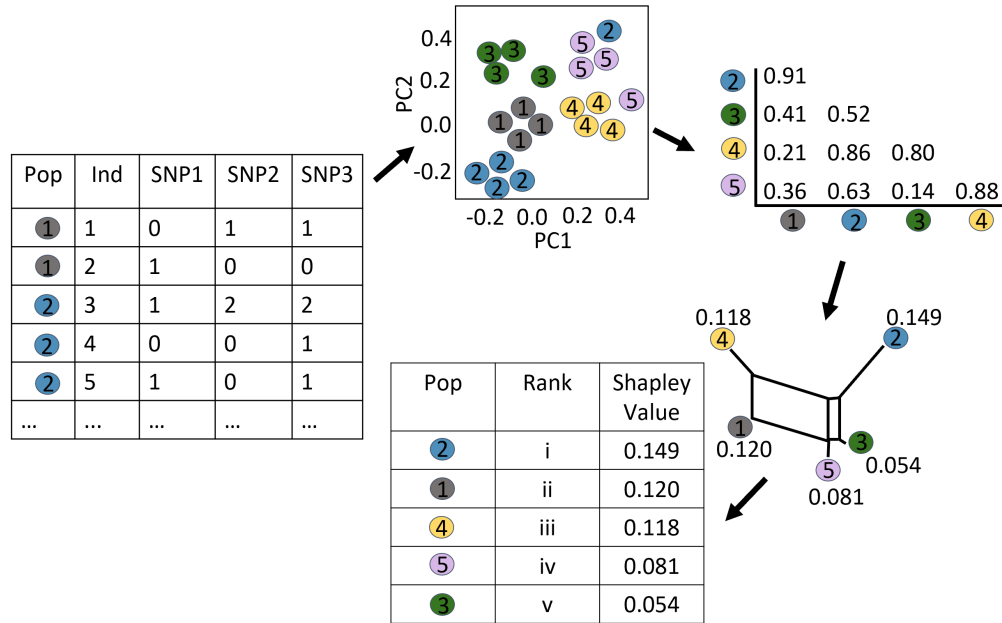 Pop Ind SNP1 SNP2 SNP3
1 1 0 1 1
1 2 1 0 0
2 3 1 2 2
2 4 0 0 1
2 5 1 0 1
... ... ... ... ...
PC2
0.4
0.2
0.0
-0.2
2
5
3 3
5
5
3 3
5
1
4 4
1 1
4 4
1
2
2
2 2
-0.2 0.0 0.2 0.4
PC1
2 0.91
3 0.41 0.52
4 0.21 0.86 0.80
5 0.36 0.63 0.14 0.88
1 2 3 4
0.118 0.149
4 2
1
0.120
3
0.054
5
0.081
Pop Rank Shapley
Value
2 i 0.149
1 ii 0.120
4 iii 0.118
5 iv 0.081
3 v 0.054